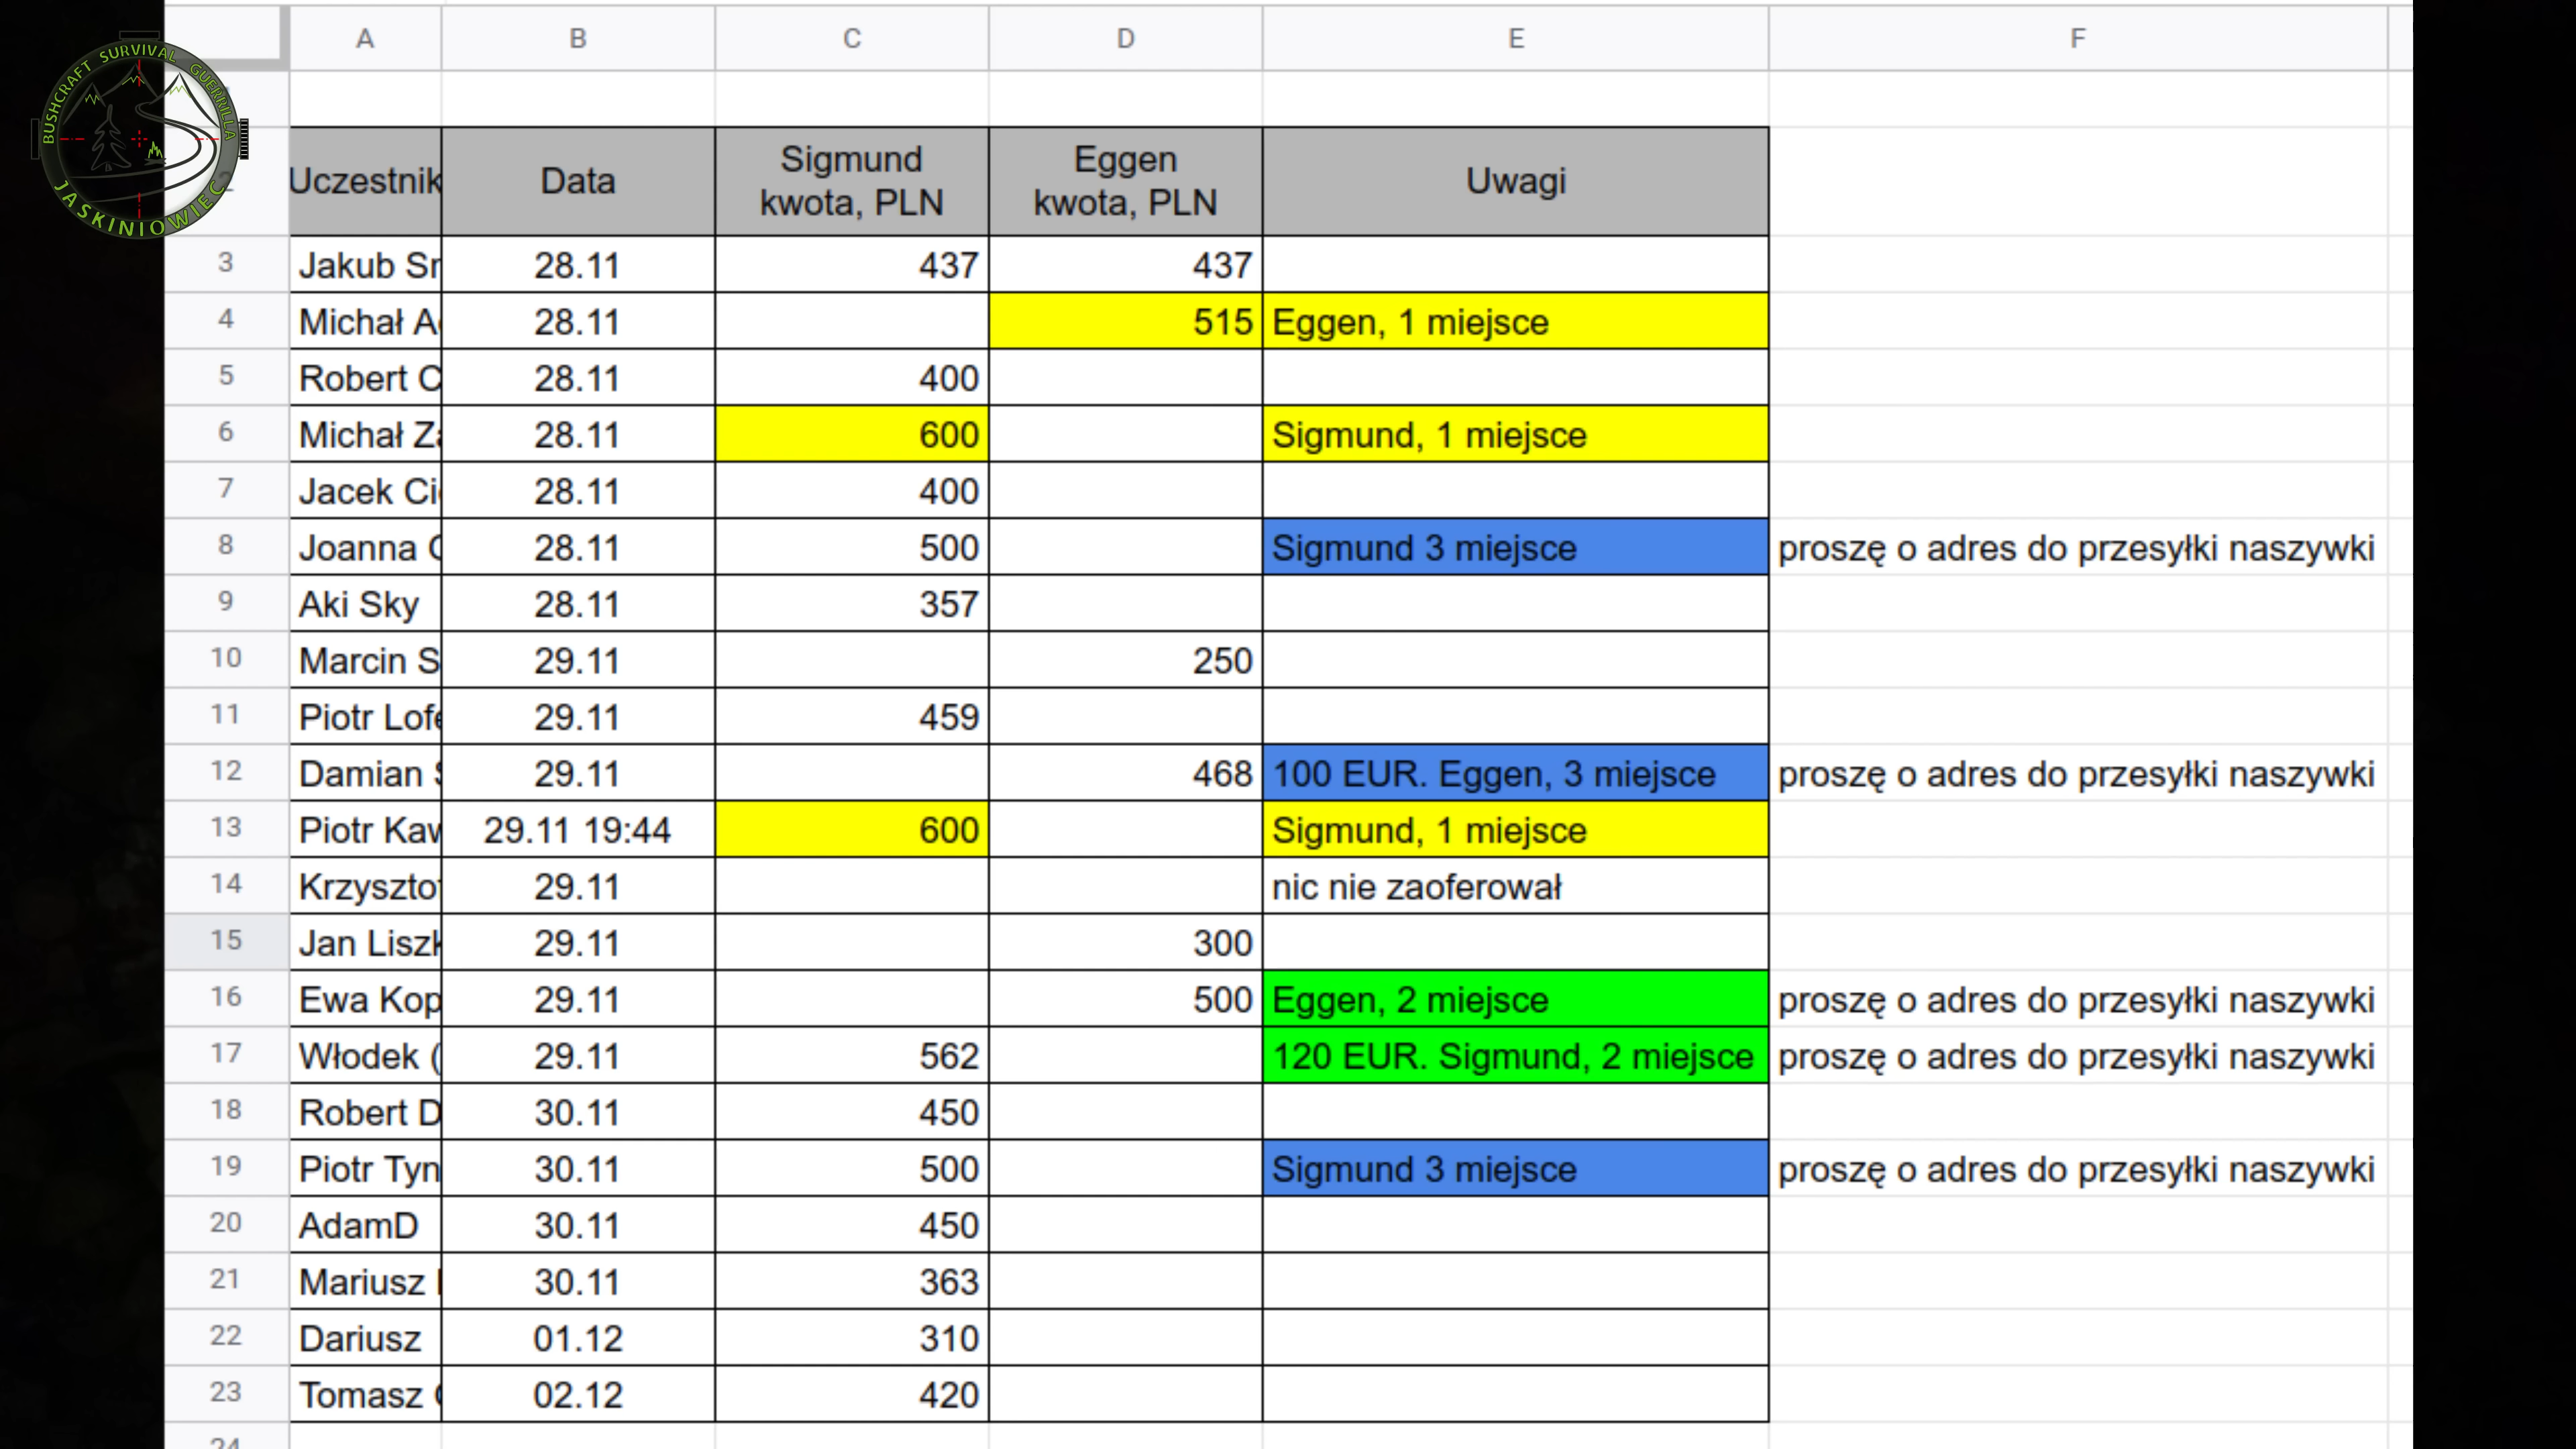 BUSHCRAFT SURVIVAL GUERRILLA
JASKINIOWIEC
A B C D E F
Uczestnik Data Sigmund kwota, PLN Eggen kwota, PLN Uwagi
3 Jakub 28.11 437 437
4 Michał 28.11 515 Eggen, 1 miejsce
5 Robert 28.11 400
6 Michał 28.11 600 Sigmund, 1 miejsce
7 Jacek 28.11 400
8 Joanna 28.11 500 Sigmund 3 miejsce proszę o adres do przesyłki naszywki
9 Aki Sky 28.11 357
10 Marcin S 29.11 250
11 Piotr 29.11 459
12 Damian 29.11 468 100 EUR. Eggen, 3 miejsce proszę o adres do przesyłki naszywki
13 Piotr 29.11 19:44 600 Sigmund, 1 miejsce
14 29.11 nic nie zaoferował
15 Jan 29.11 300
16 Ewa Kop 29.11 500 Eggen, 2 miejsce proszę o adres do przesyłki naszywki
17 Włodek ( 29.11 562 120 EUR. Sigmund, 2 miejsce proszę o adres do przesyłki naszywki
18 Robert D 30.11 450
19 Piotr Tyn 30.11 500 Sigmund 3 miejsce proszę o adres do przesyłki naszywki
20 AdamD 30.11 450
21 Mariusz 30.11 363
22 Dariusz 01.12 310
23 Tomasz 02.12 420